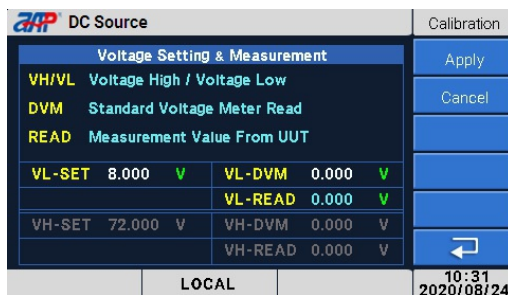 DC Source
Calibration
Voltage Setting & Measurement
VH/VL Voltage High / Voltage Low
DVM Standard Voltage Meter Read
READ Measurement Value From UUT
VL-SET 8.000 V VL-DVM 0.000 V
VL-READ 0.000 V
VH-SET 72.000 V VH-DVM 0.000 V
VH-READ 0.000 V
Apply
Cancel
LOCAL
10:31
2020/08/24